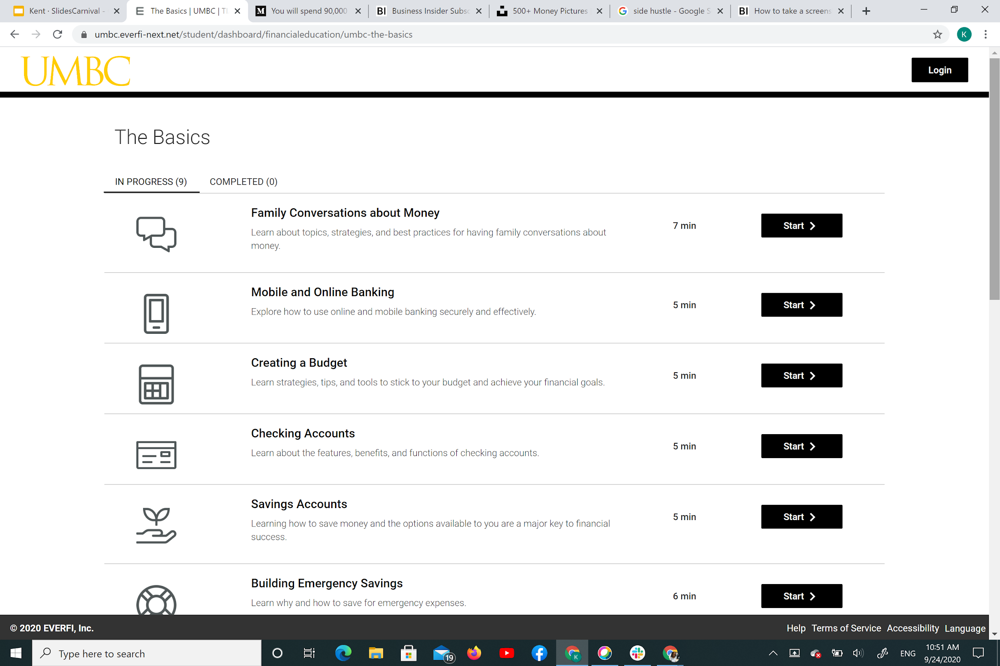 Kent · SlidesCarnival -
The Basics | UMBC |
You will spend 90,000
BI Business Insider Subsc
500+ Money Pictures
side hustle - Google S
BI How to take a screens
umbc.everfi-next.net/student/dashboard/financialeducation/umbc-the-basics
K
UMBC
Login
The Basics
IN PROGRESS (9)
COMPLETED (0)
Family Conversations about Money
Learn about topics, strategies, and best practices for having family conversations about
money.
7 min
Start
Mobile and Online Banking
Explore how to use online and mobile banking securely and effectively.
5 min
Start
Creating a Budget
Learn strategies, tips, and tools to stick to your budget and achieve your financial goals.
5 min
Start
Checking Accounts
Learn about the features, benefits, and functions of checking accounts.
5 min
Start
Savings Accounts
Learning how to save money and the options available to you are a major key to financial
success.
5 min
Start
Building Emergency Savings
Learn why and how to save for emergency expenses.
6 min
Start
© 2020 EVERFI, Inc.
Help Terms of Service Accessibility Language
Type here to search
19
K
ENG
10:51 AM
9/24/2020